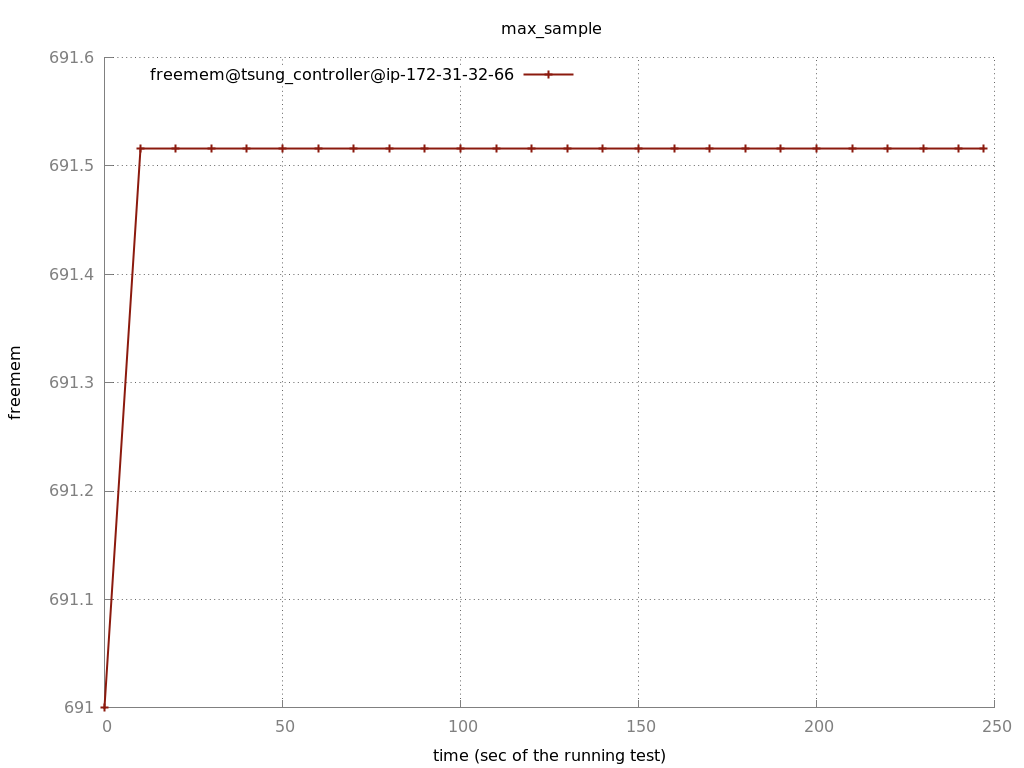 max_sample
691.6
freemem@tsung_controller@ip-172-31-32-66
691.5
691.4
691.3
freemem
691.2
691.1
691
0 50 100 150 200 250
time (sec of the running test)